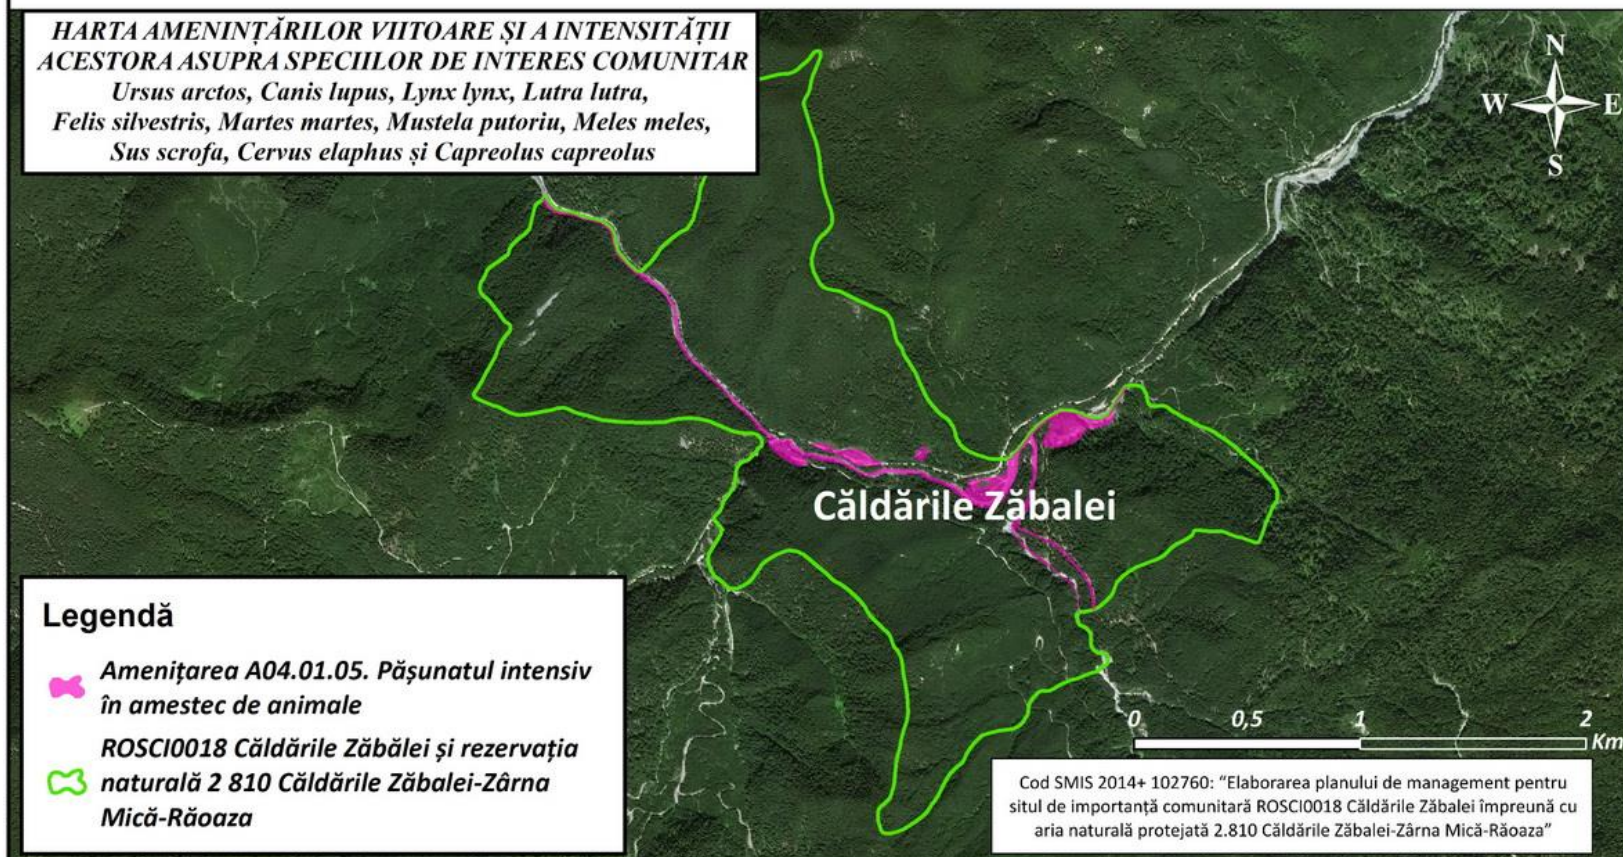 HARTA AMENINȚĂRILOR VIITOARE ȘI A INTENSITĂȚII
ACESTORA ASUPRA SPECIILOR DE INTERES COMUNITAR
Ursus arctos, Canis lupus, Lynx lynx, Lutra lutra,
Felis silvestris, Martes martes, Mustela putoriu, Meles meles,
Sus scrofa, Cervus elaphus și Capreolus capreolus
N
W E
S
Căldările Zăbalei
Legendă
Amenițarea A04.01.05. Pășunatul intensiv
în amestec de animale
ROSCI0018 Căldările Zăbălei și rezervația
naturală 2 810 Căldările Zăbalei-Zârna
Mică-Răoaza
0 0,5 1 2
Km
Cod SMIS 2014+ 102760: “Elaborarea planului de management pentru
situl de importanță comunitară ROSCI0018 Căldările Zăbalei împreună cu
aria naturală protejată 2.810 Căldările Zăbalei-Zârna Mică-Răoaza”